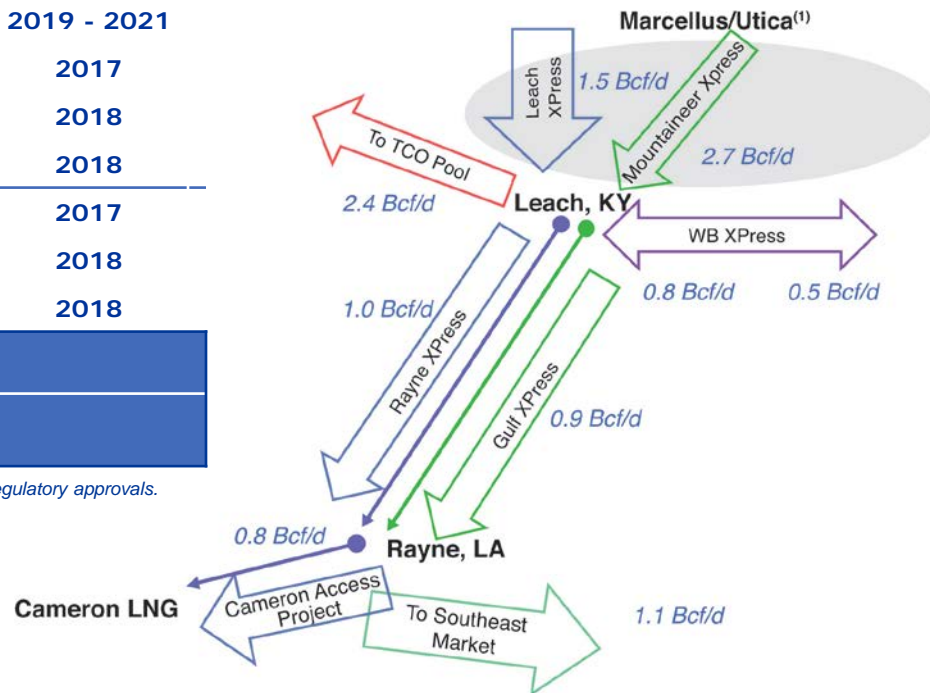 2019 - 2021
2017
2018
2018
2017
2018
2018
egulatory approvals.
Marcellus/Utica(1)
Leach
XPress
1.5 Bcf/d
Mountaineer Xpress
2.7 Bcf/d
To TCO Pool
2.4 Bcf/d
Leach, KY
WB XPress
0.8 Bcf/d
0.5 Bcf/d
1.0 Bcf/d
Rayne XPress
Gulf XPress
0.9 Bcf/d
0.8 Bcf/d
Rayne, LA
Cameron LNG
Cameron Access
Project
To Southeast
Market
1.1 Bcf/d